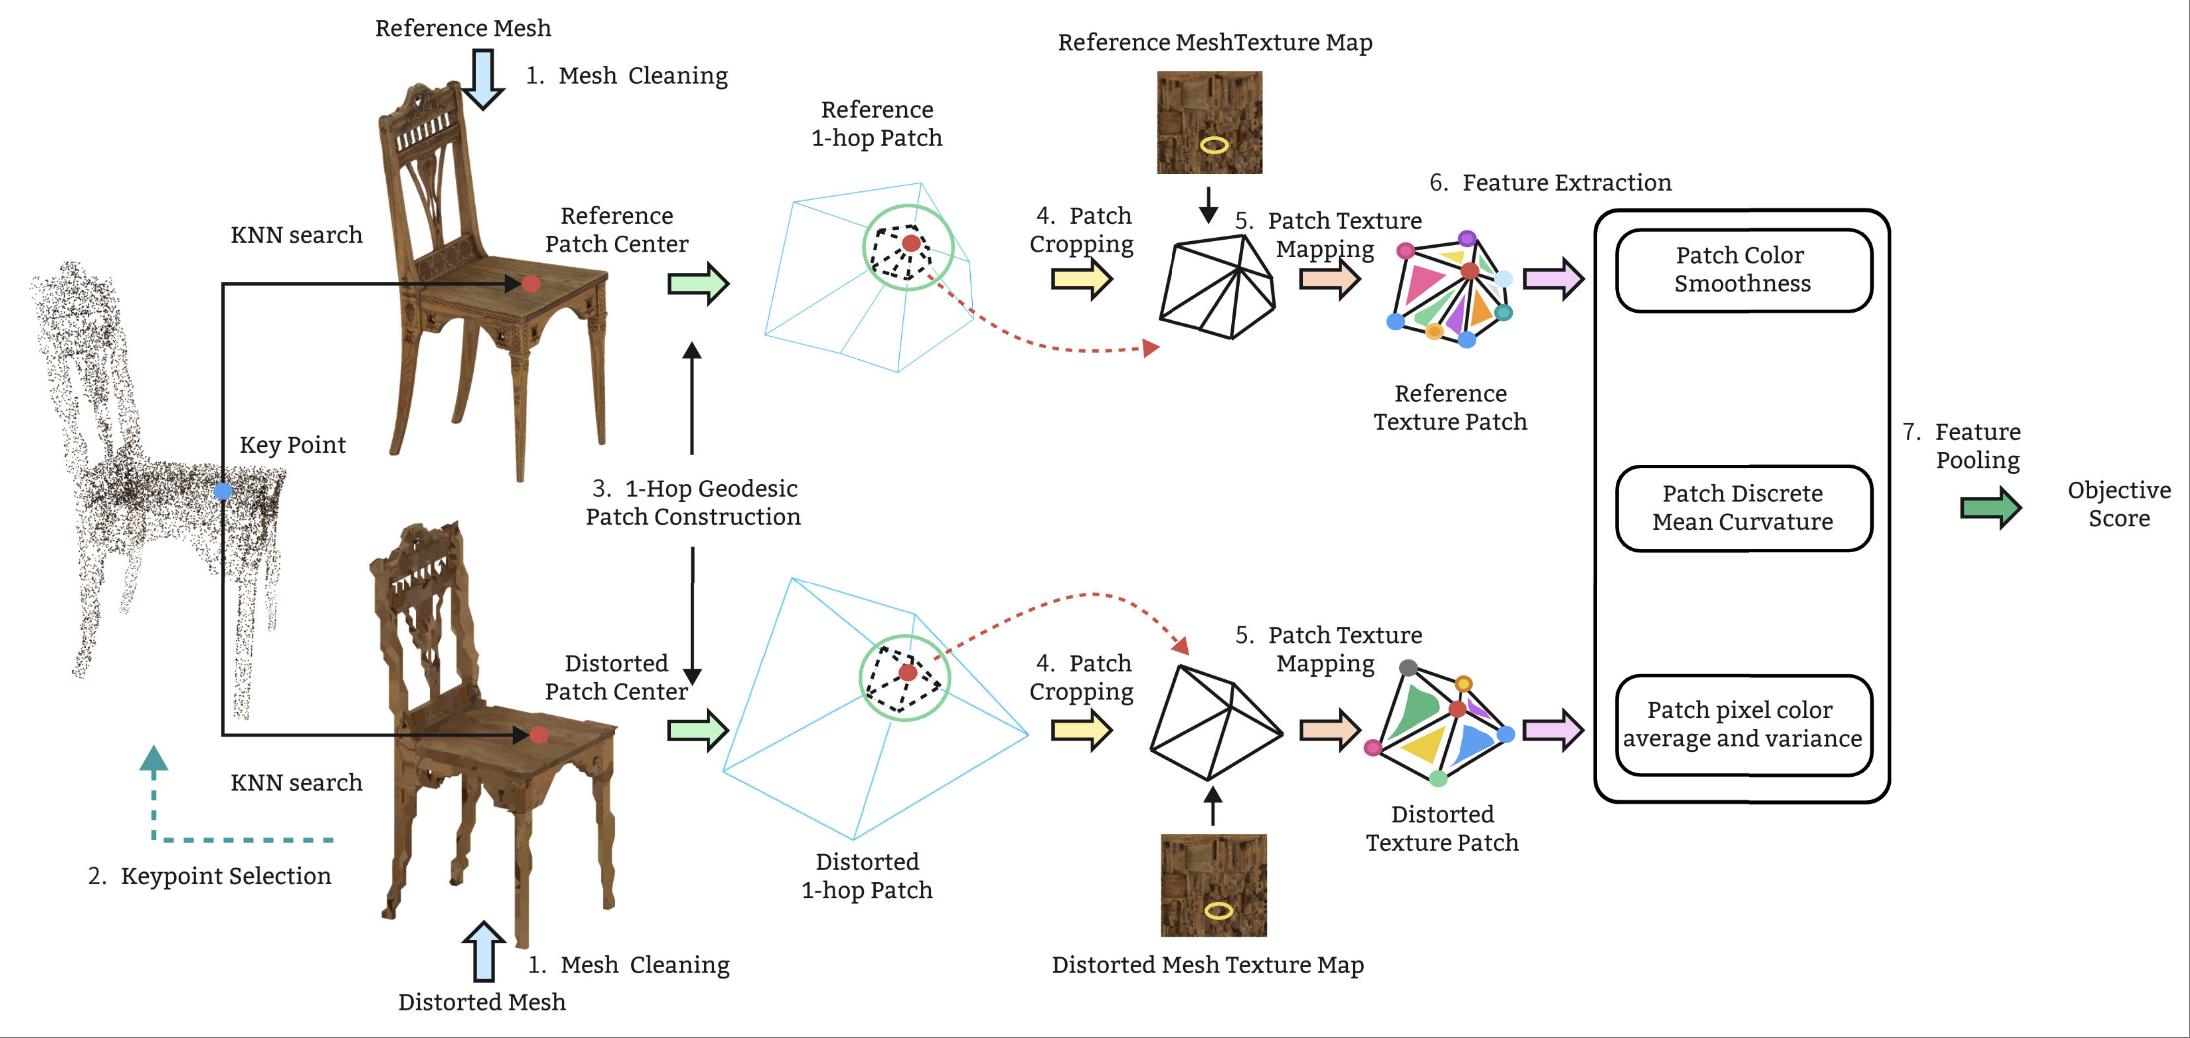 Reference Mesh
1. Mesh Cleaning
Reference MeshTexture Map
Reference
1-hop Patch
6. Feature Extraction
KNN search
Reference
Patch Center
4. Patch
Cropping
5. Patch Texture
Mapping
Patch Color
Smoothness
Reference
Texture Patch
Key Point
3. 1-Hop Geodesic
Patch Construction
Patch Discrete
Mean Curvature
7. Feature
Pooling
Objective
Score
Distorted
Patch Center
4. Patch
Cropping
5. Patch Texture
Mapping
Patch pixel color
average and variance
KNN search
2. Keypoint Selection
Distorted
1-hop Patch
Distorted
Texture Patch
1. Mesh Cleaning
Distorted Mesh
Distorted Mesh Texture Map